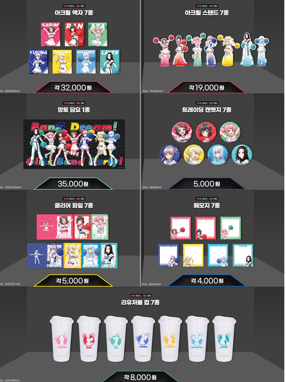 아크릴 액자 7종
각 32,000원
아크릴 스탠드 7종
각 19,000원
망토 담요 1종
35,000원
트레이딩 캔뱃지 7종
5,000원
클리어 파일 7종
각 5,000원
메모지 7종
각 4,000원
리유저블 컵 7종
각 8,000원